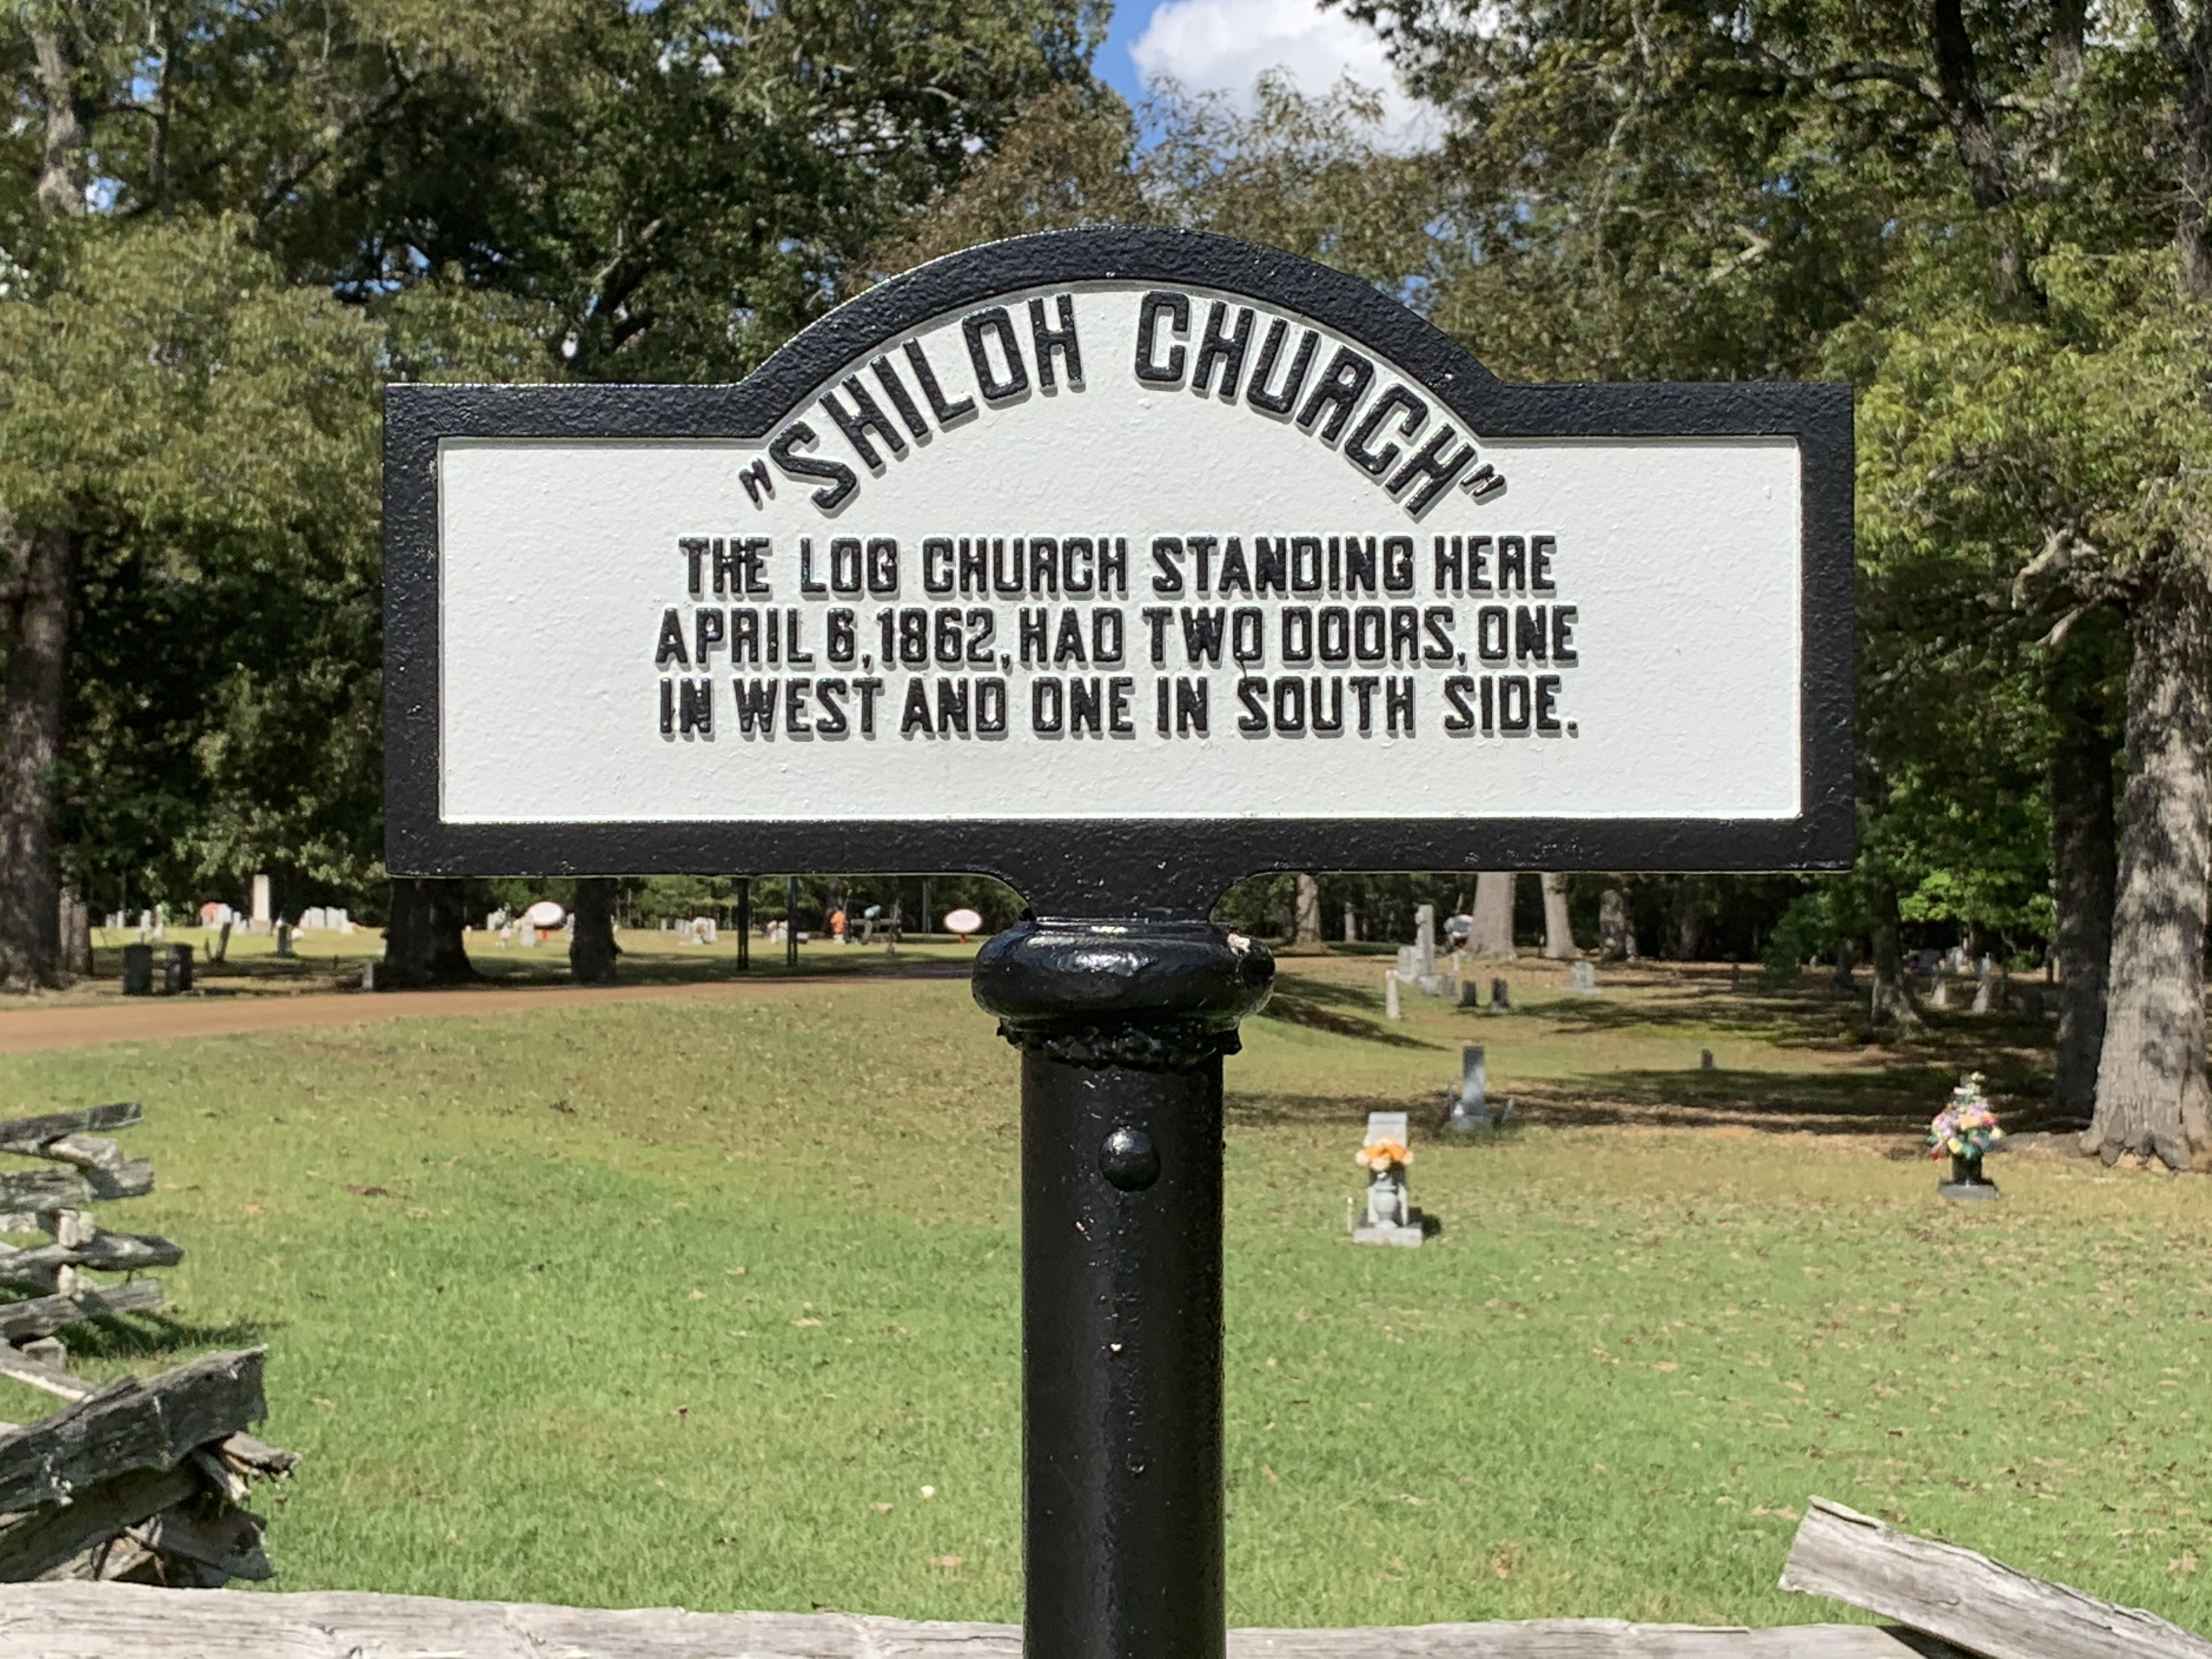 "SHILOH CHURCH"
THE LOG CHURCH STANDING HERE
APRIL 6, 1862, HAD TWO DOORS, ONE
IN WEST AND ONE IN SOUTH SIDE.